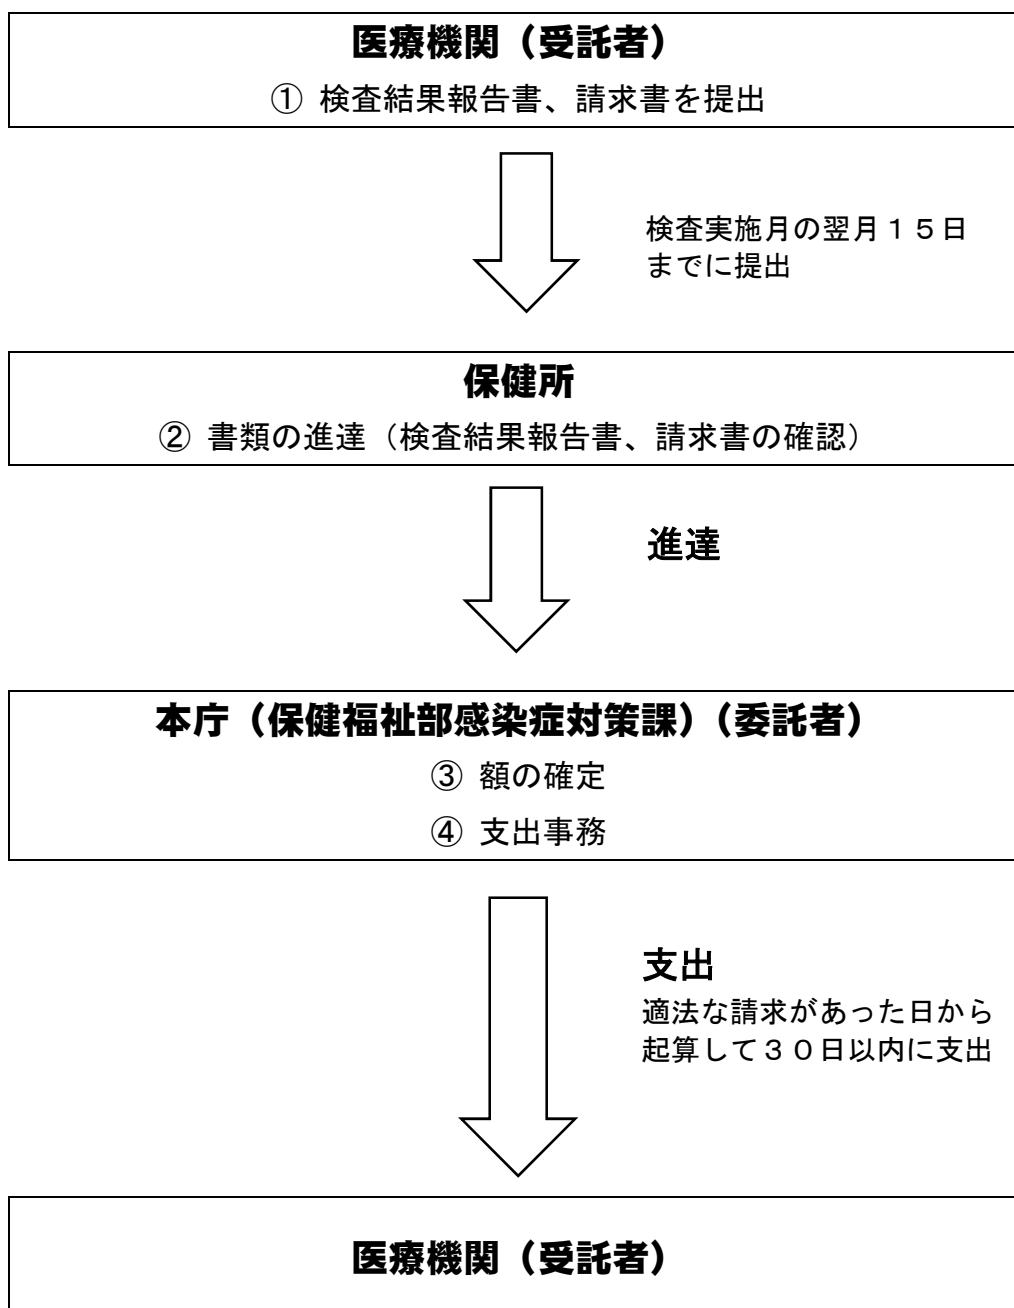 医療機関（受託者）
① 検査結果報告書、請求書を提出
検査実施月の翌月１５日
までに提出
保健所
② 書類の進達（検査結果報告書、請求書の確認）
進達
本庁（保健福祉部感染症対策課）（委託者）
③ 額の確定
④ 支出事務
支出
適法な請求があった日から
起算して３０日以内に支出
医療機関（受託者）